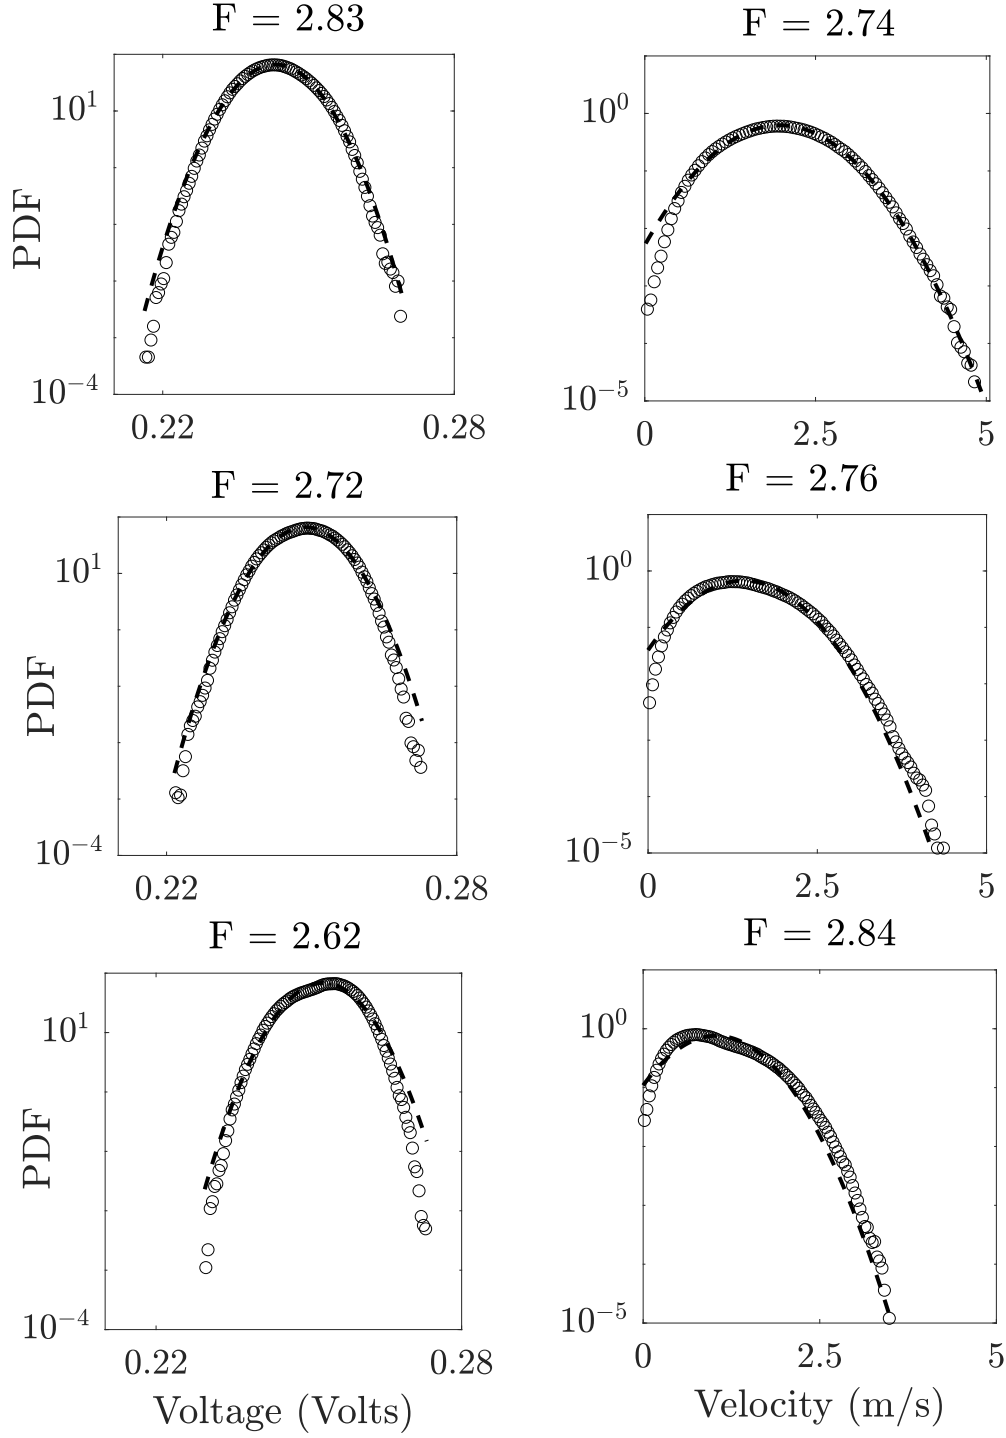 F = 2.83
F = 2.74
PDF
10^1
10^-4
0.22
0.28
10^0
10^-5
0
2.5
5
F = 2.72
F = 2.76
PDF
10^1
10^-4
0.22
0.28
10^0
10^-5
0
2.5
5
F = 2.62
F = 2.84
PDF
10^1
10^-4
0.22
0.28
Voltage (Volts)
10^0
10^-5
0
2.5
5
Velocity (m/s)